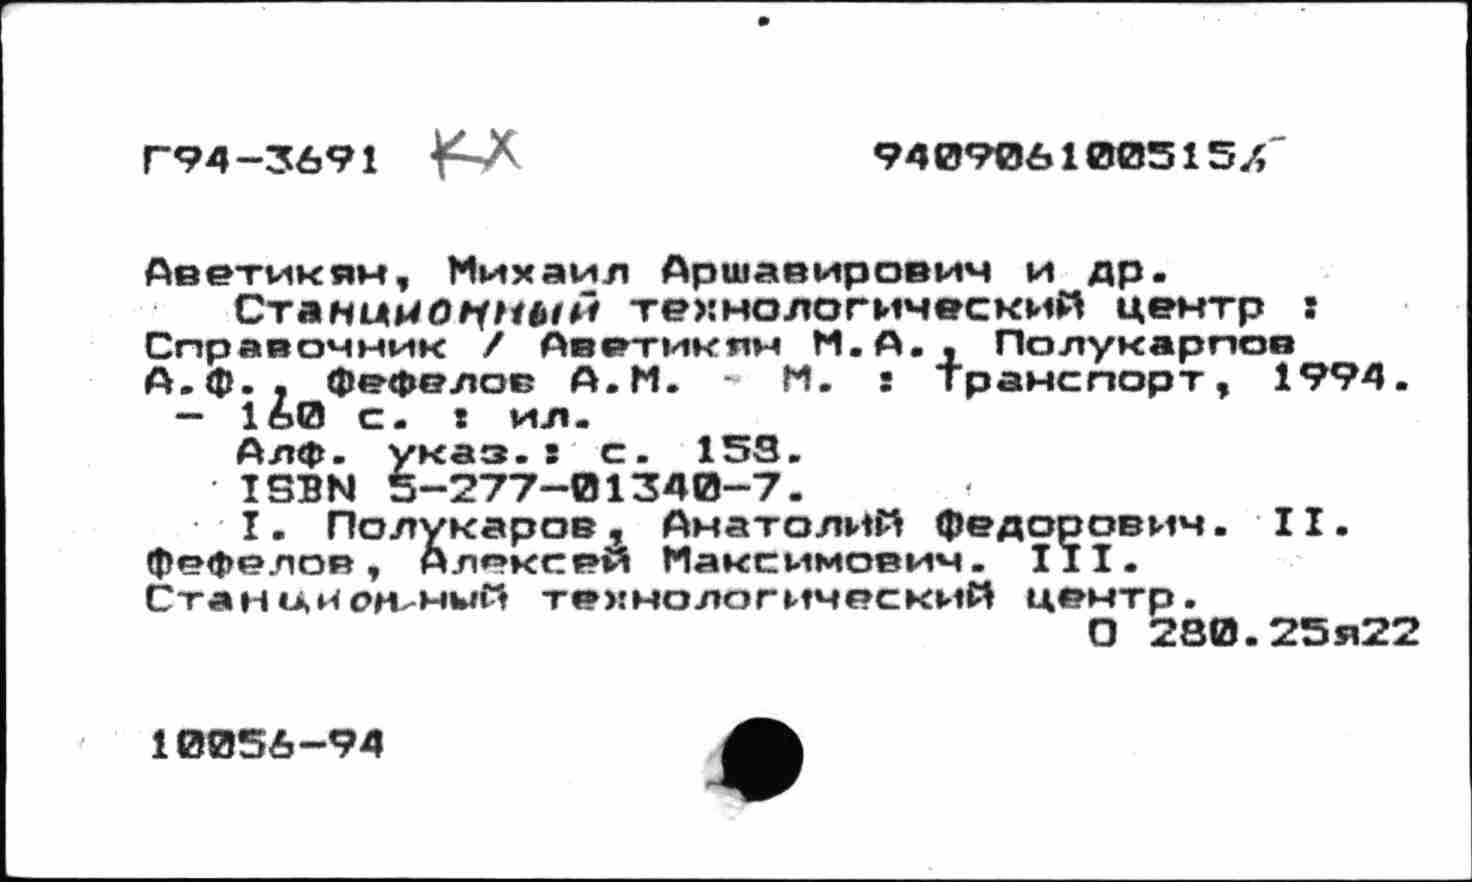 Г94-3691 КХ 940906100515
Аветикян, Михаил Аршавирович и др.
Станционный технологический центр :
Справочник / Аветикян М.А., Полукарпов
А.Ф., Фефелов А.М. - М. : Транспорт, 1994.
- 160 с. : ил.
Алф. указ.: с. 158.
ISBN 5-277-01340-7.
I. Полукаров, Анатолий Федорович. II.
Фефелов, Алексей Максимович. III.
Станционный технологический центр.
О 280.25я22
10056-94